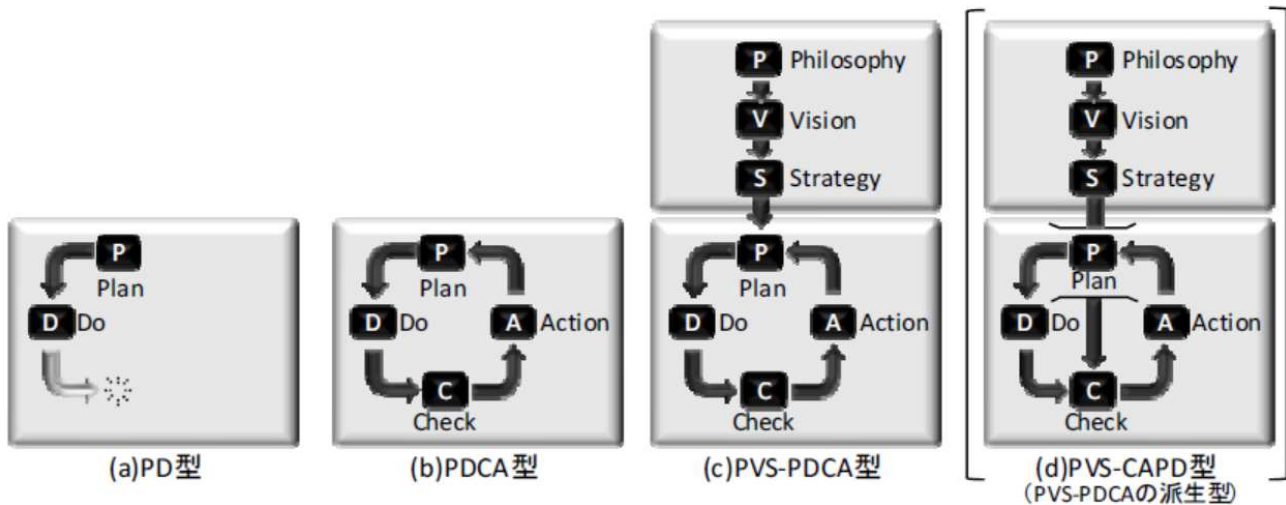 P Philosophy
V Vision
S Strategy
P Philosophy
V Vision
S Strategy
P
Plan
D Do
P
Plan
D Do
A Action
C
Check
P
Plan
D Do
A Action
C
Check
P
Plan
D Do
A Action
C
Check
(a)PD型
(b)PDCA型
(c)PVS-PDCA型
(d)PVS-CAPD型
(PVS-PDCAの派生型)